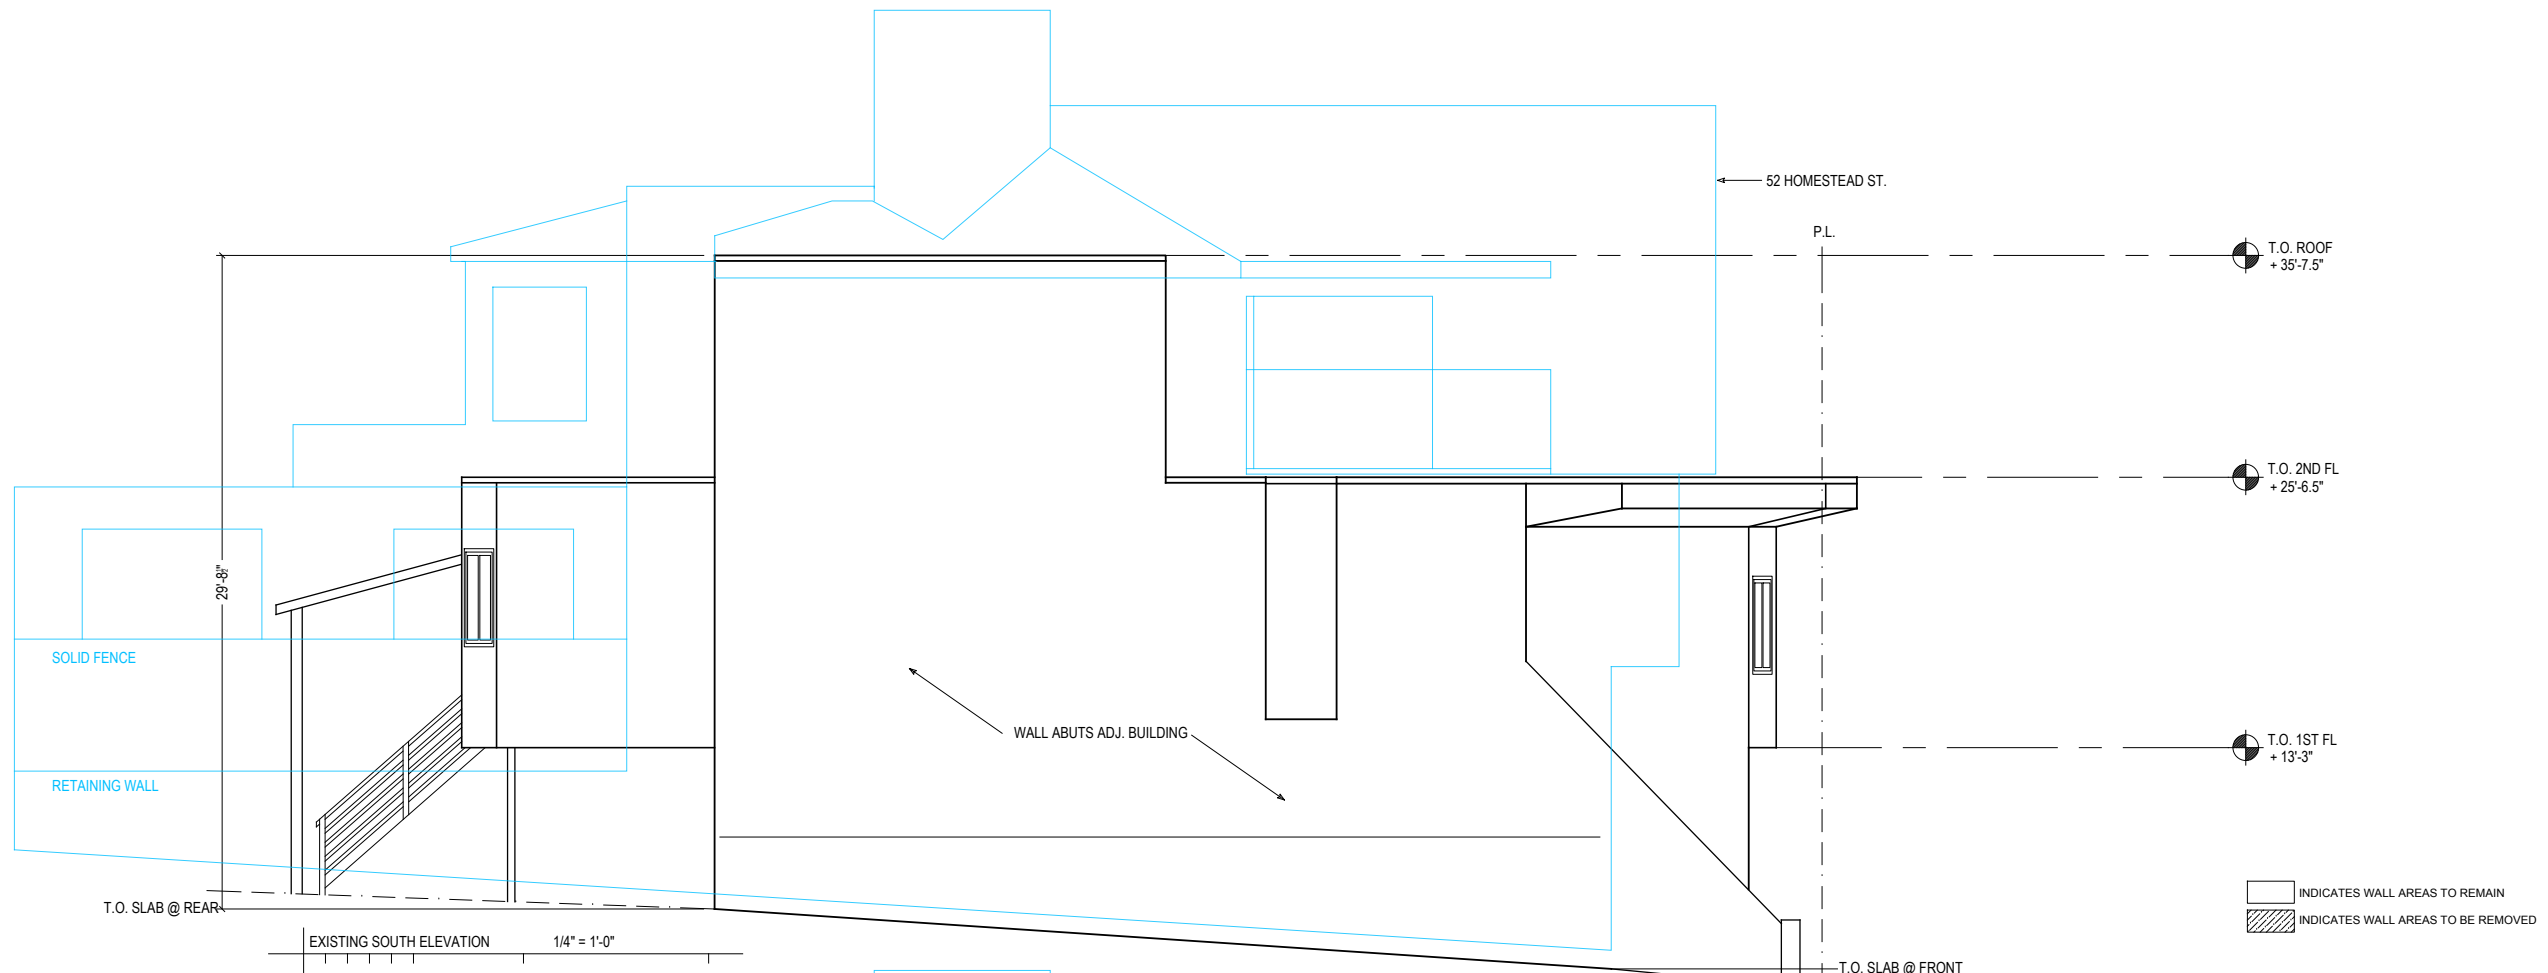 52 HOMESTEAD ST.
P.L.
T.O. ROOF
+ 35'-7.5"
T.O. 2ND FL
+ 25'-6.5"
29'-8½"
SOLID FENCE
WALL ABUTS ADJ. BUILDING
T.O. 1ST FL
+ 13'-3"
RETAINING WALL
INDICATES WALL AREAS TO REMAIN
T.O. SLAB @ REAR
INDICATES WALL AREAS TO BE REMOVED
EXISTING SOUTH ELEVATION 1/4" = 1'-0"
T.O. SLAB @ FRONT